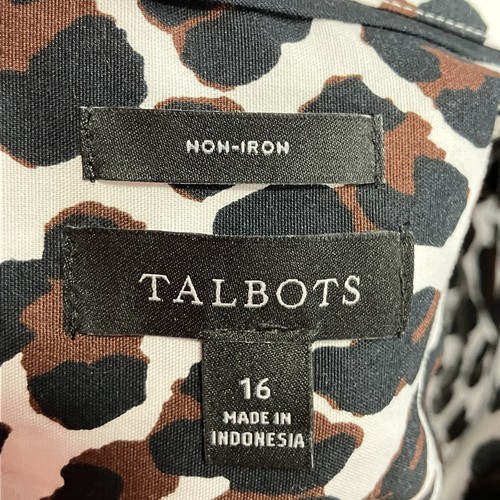 NON-IRON
TALBOTS
16
MADE IN
INDONESIA